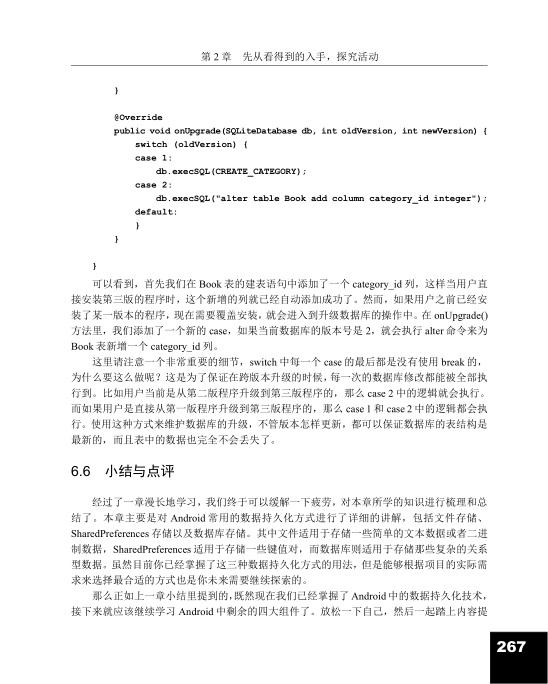 第 2 章 先从看得到的入手，探究活动
}
@Override
public void onUpgrade(SQLiteDatabase db, int oldVersion, int newVersion) {
switch (oldVersion) {
case 1:
db.execSQL(CREATE_CATEGORY);
case 2:
db.execSQL("alter table Book add column category_id integer");
default:
}
}
}
可以看到，首先我们在 Book 表的建表语句中添加了一个 category_id 列，这样当用户直
接安装第三版的程序时，这个新增的列就已经自动添加成功了。然而，如果用户之前已经安
装了某一版本的程序，现在需要覆盖安装，就会进入到升级数据库的操作中。在 onUpgrade()
方法里，我们添加了一个新的 case，如果当前数据库的版本号是 2，就会执行 alter 命令来为
Book 表新增一个 category_id 列。
这里请注意一个非常重要的细节，switch 中每一个 case 的最后都是没有使用 break 的，
为什么要这么做呢？这是为了保证在跨版本升级的时候，每一次的数据库修改都能被全部执
行到。比如用户当前是从第二版程序升级到第三版程序的，那么 case 2 中的逻辑就会执行。
而如果用户是直接从第一版程序升级到第三版程序的，那么 case 1 和 case 2 中的逻辑都会执
行。使用这种方式来维护数据库的升级，不管版本怎样更新，都可以保证数据库的表结构是
最新的，而且表中的数据也完全不会丢失了。
6.6 小结与点评
经过了一章漫长地学习，我们终于可以缓解一下疲劳，对本章所学的知识进行梳理和总
结了。本章主要是对 Android 常用的数据持久化方式进行了详细的讲解，包括文件存储、
SharedPreferences 存储以及数据库存储。其中文件适用于存储一些简单的文本数据或者二进
制数据，SharedPreferences 适用于存储一些键值对，而数据库则适用于存储那些复杂的关系
型数据。虽然目前你已经掌握了这三种数据持久化方式的用法，但是能够根据项目的实际需
求来选择最合适的方式也是你未来需要继续探索的。
那么正如上一章小结里提到的，既然现在我们已经掌握了 Android 中的数据持久化技术，
接下来就应该继续学习 Android 中剩余的四大组件了。放松一下自己，然后一起踏上内容提
267